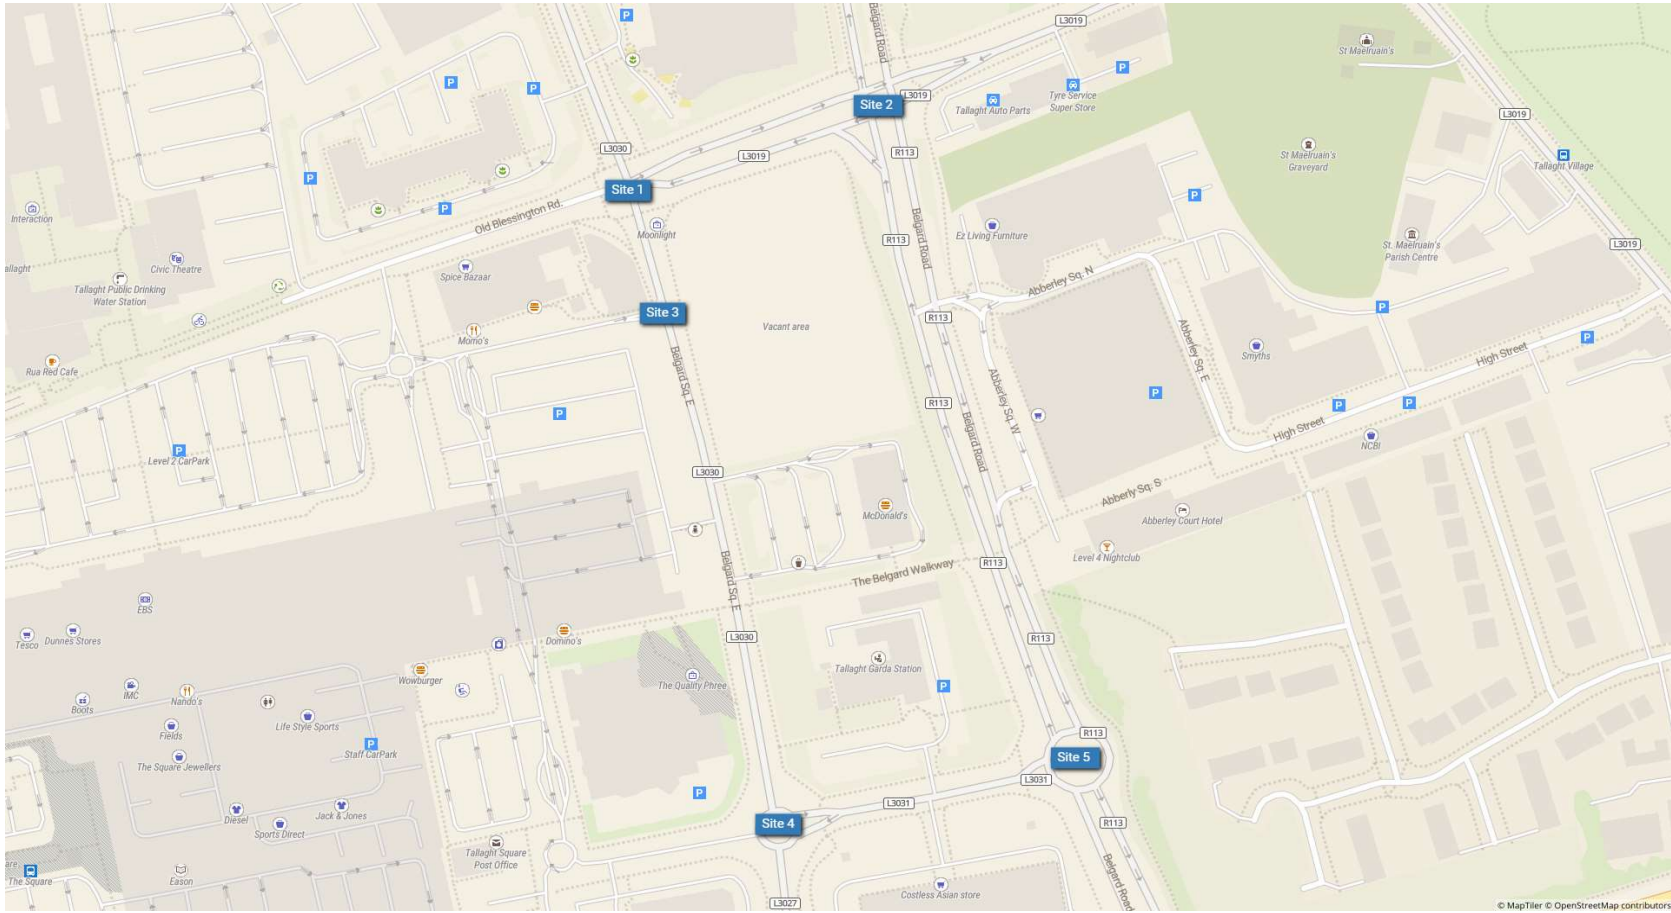 P
Belgard Road
L3019
St Maelruain's
P
P
P
P
Site 2
L3019
Tallaght Auto Parts
Tyre Service
Super Store
L3019
L3030
L3019
R113
St Maelruain's
Graveyard
Tallaght Village
P
Site 1
P
P
Interaction
Old Blessington Rd.
Moonlight
Belgard Road
R113
Ez Living Furniture
St. Maelruain's
Parish Centre
L3019
allaght
Civic Theatre
Spice Bazaar
Tallaght Public Drinking
Water Station
Abberley Sq. N
P
Site 3
Vacant area
R113
Momo's
Abberley Sq. E
Smyths
High Street
P
Rua Red Cafe
Belgard Sq. E
Abberley Sq. W
P
P
R113
P
P
Belgard Road
High Street
NCBI
P
Level 2 CarPark
L3030
Abberly Sq. S
McDonald's
Abberley Court Hotel
Level 4 Nightclub
Belgard Sq. E
The Belgard Walkway
R113
EBS
Tesco
Dunnes Stores
Domino's
L3030
R113
Wowburger
The Quality Phree
Tallaght Garda Station
P
Boots
IMC
Nando's
Life Style Sports
Fields
P
Staff CarPark
R113
The Square Jewellers
Site 5
L3031
P
L3031
Diesel
Jack & Jones
Sports Direct
Site 4
R113
Tallaght Square
Post Office
Belgard Road
The Square
Eason
Costless Asian store
L3027
© MapTiler © OpenStreetMap contributors